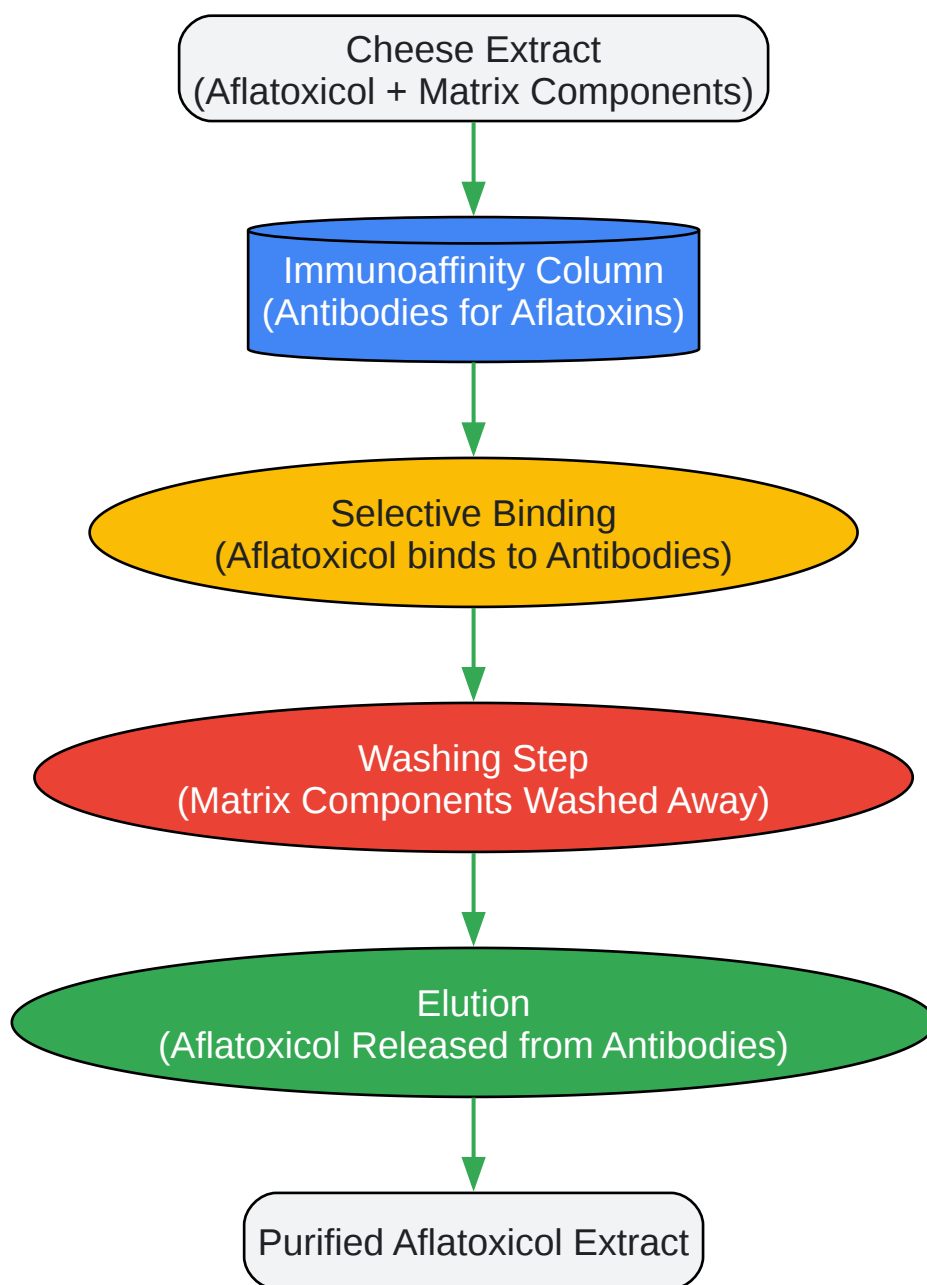 Cheese Extract
(Aflatoxicol + Matrix Components)
Immunoaffinity Column
(Antibodies for Aflatoxins)
Selective Binding
(Aflatoxicol binds to Antibodies)
Washing Step
(Matrix Components Washed Away)
Elution
(Aflatoxicol Released from Antibodies)
Purified Aflatoxicol Extract